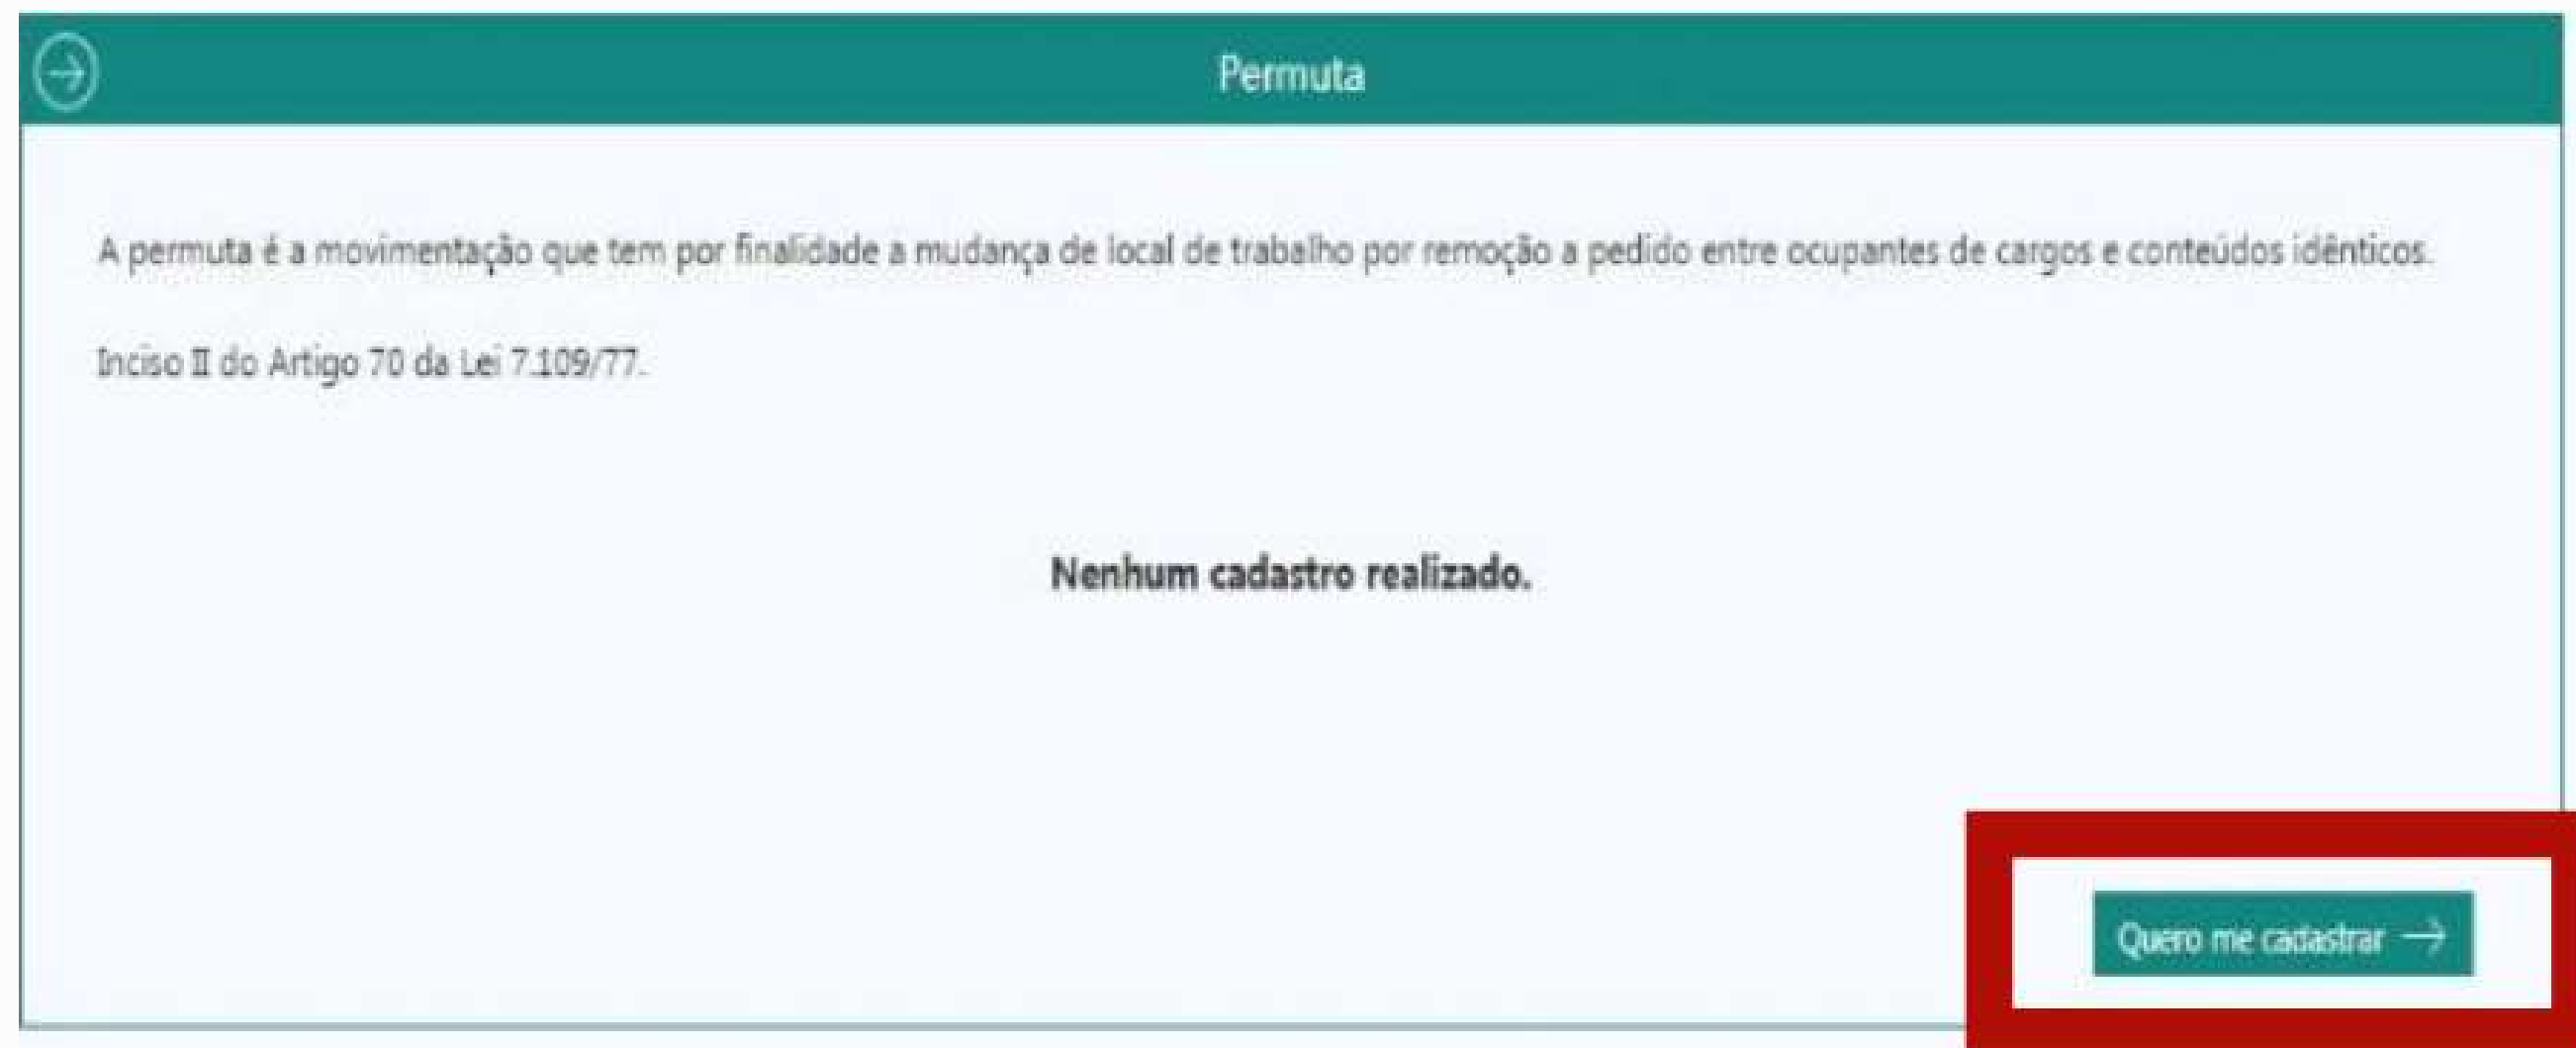 Permuta
A permuta é a movimentação que tem por finalidade a mudança de local de trabalho por remoção a pedido entre ocupantes de cargos e conteúdos idênticos.
Inciso II do Artigo 70 da Lei 7.109/77.
Nenhum cadastro realizado.
Quero me cadastrar →